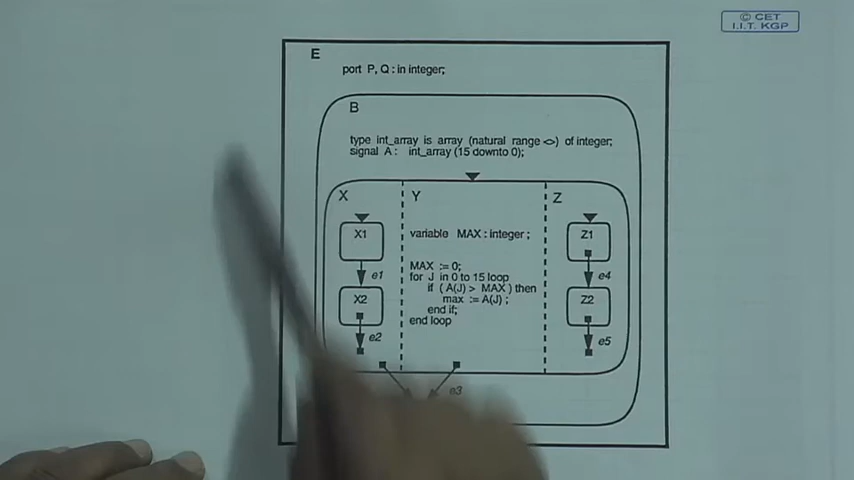 © CET
I.I.T. KGP
E
port P, Q : in integer;
B
type int_array is array (natural range <>) of integer;
signal A : int_array (15 downto 0);
X
Y
Z
X1
Z1
variable MAX : integer ;
e1
e4
MAX := 0;
for J in 0 to 15 loop
if ( A(J) > MAX ) then
max := A(J) ;
end if;
end loop
X2
Z2
e2
e5
e3